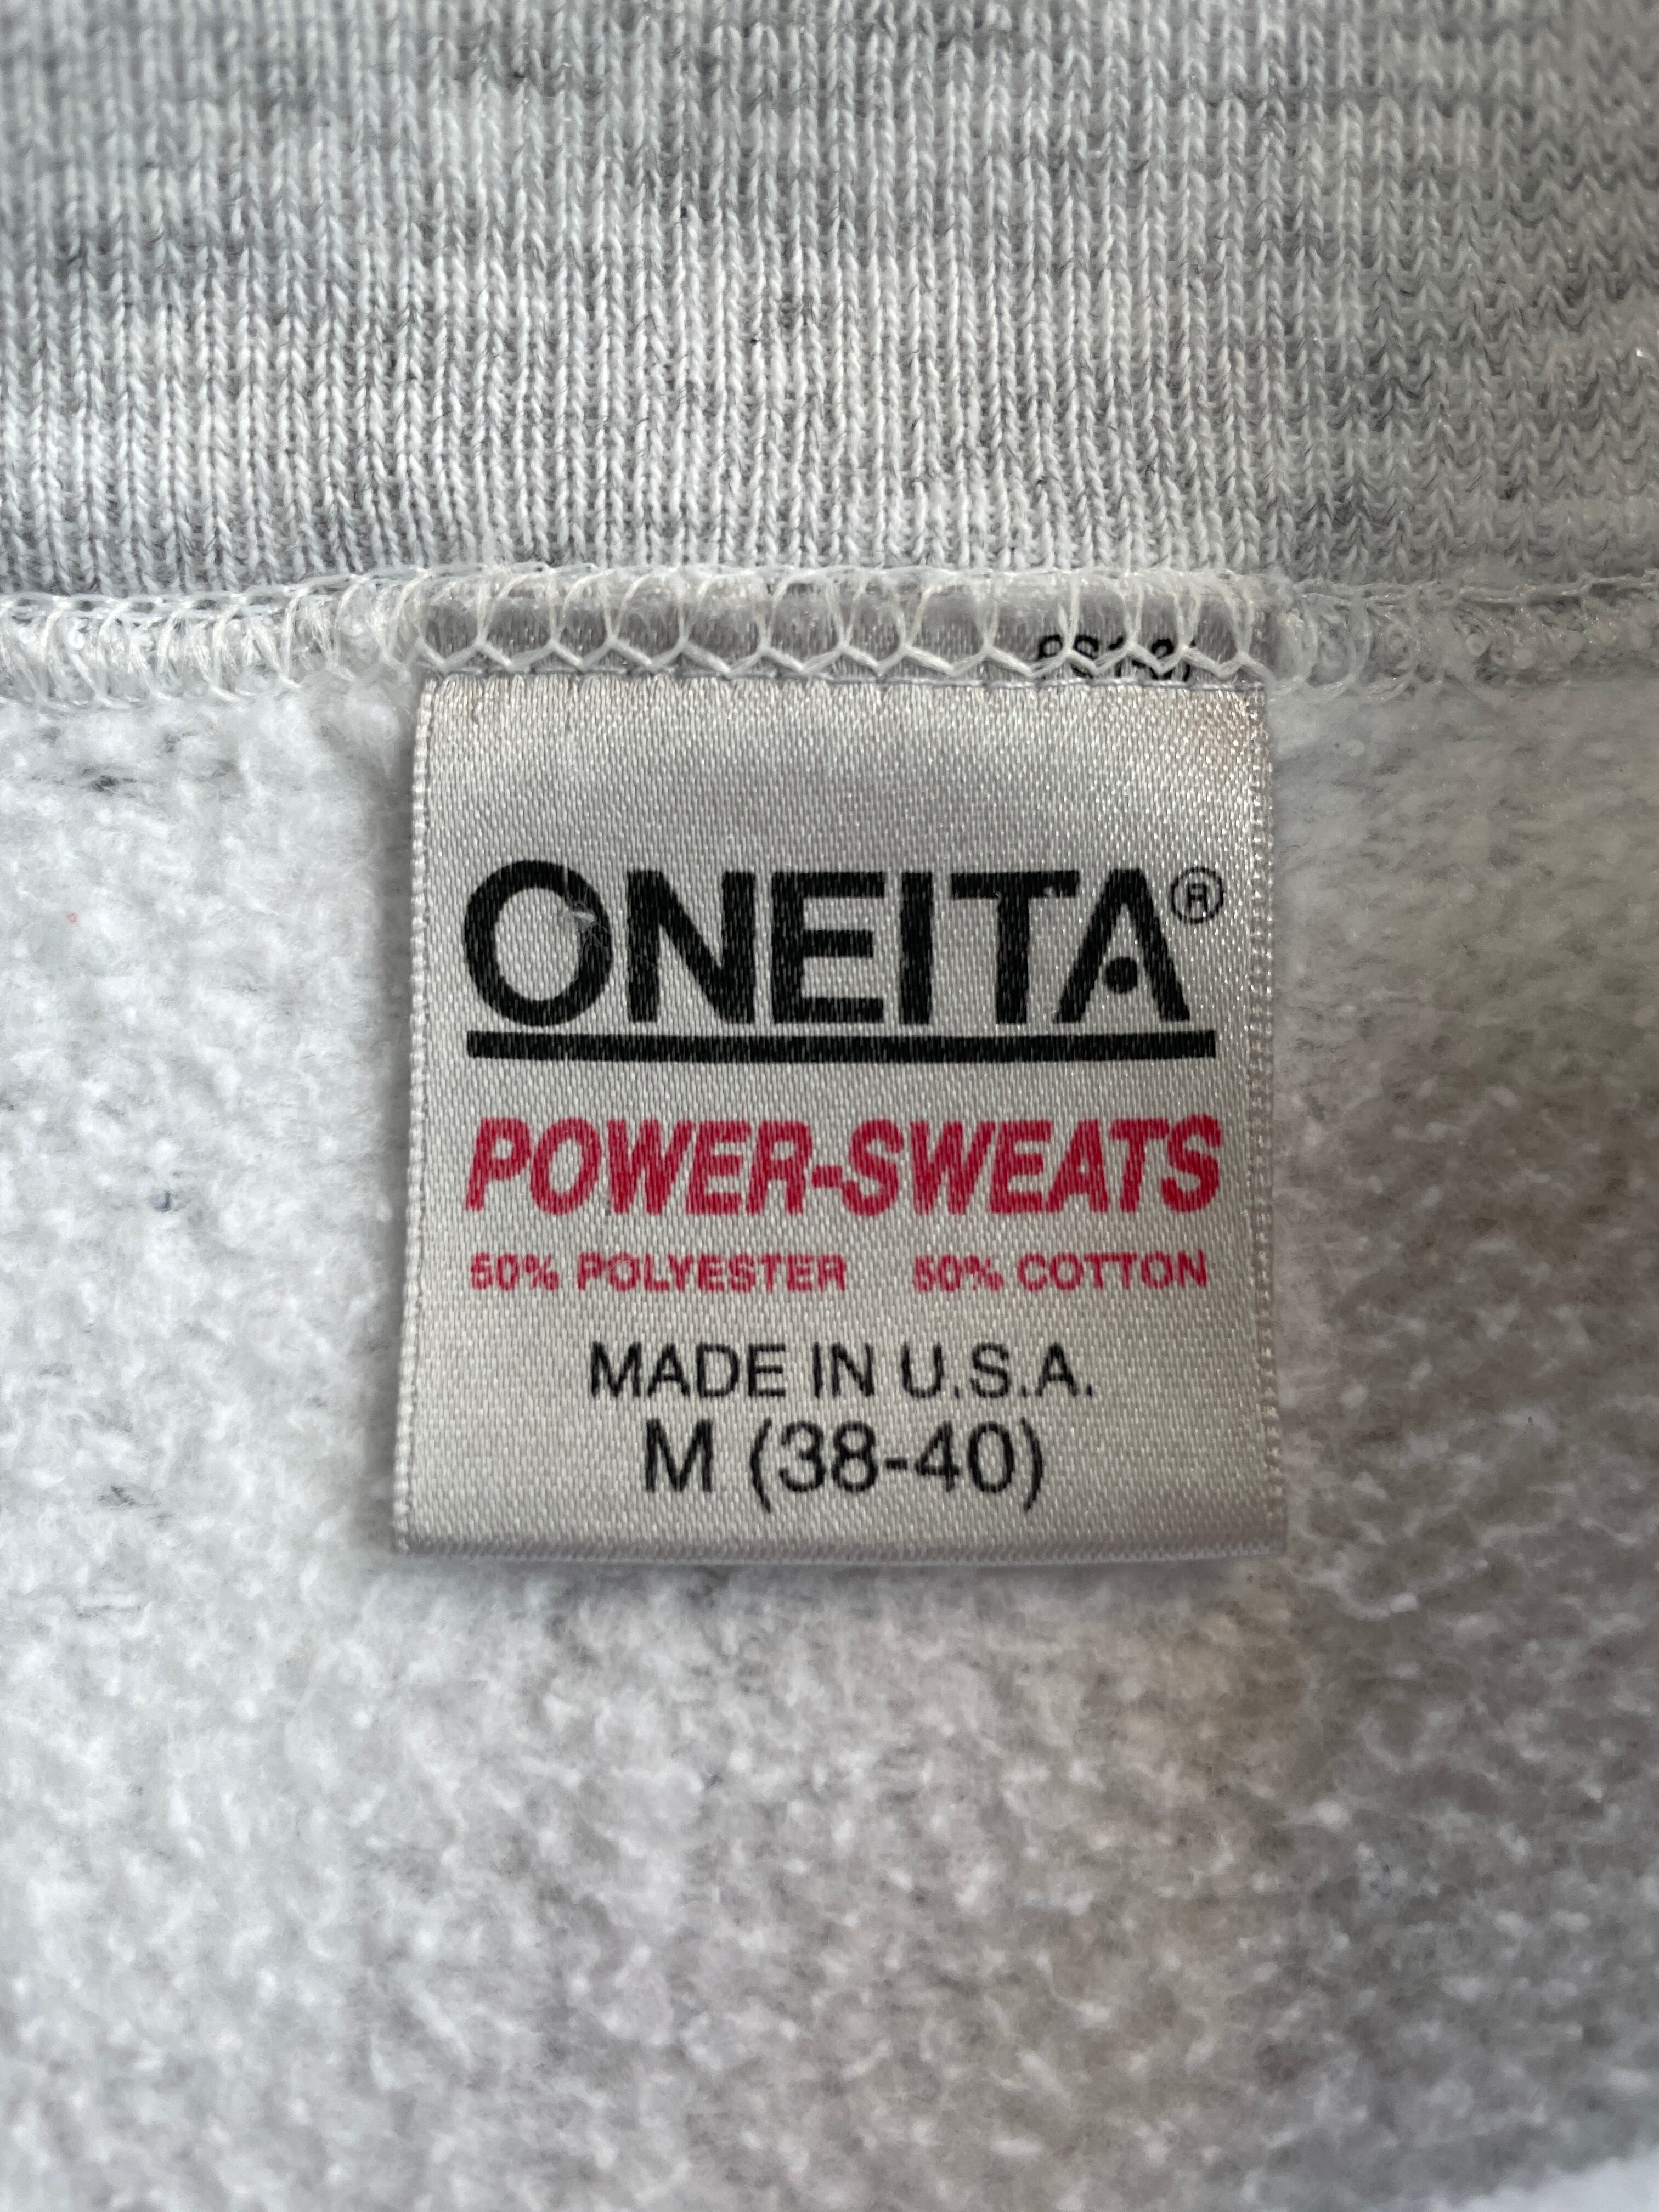 ONEITA®
POWER-SWEATS
50% POLYESTER 50% COTTON
MADE IN U.S.A.
M (38-40)